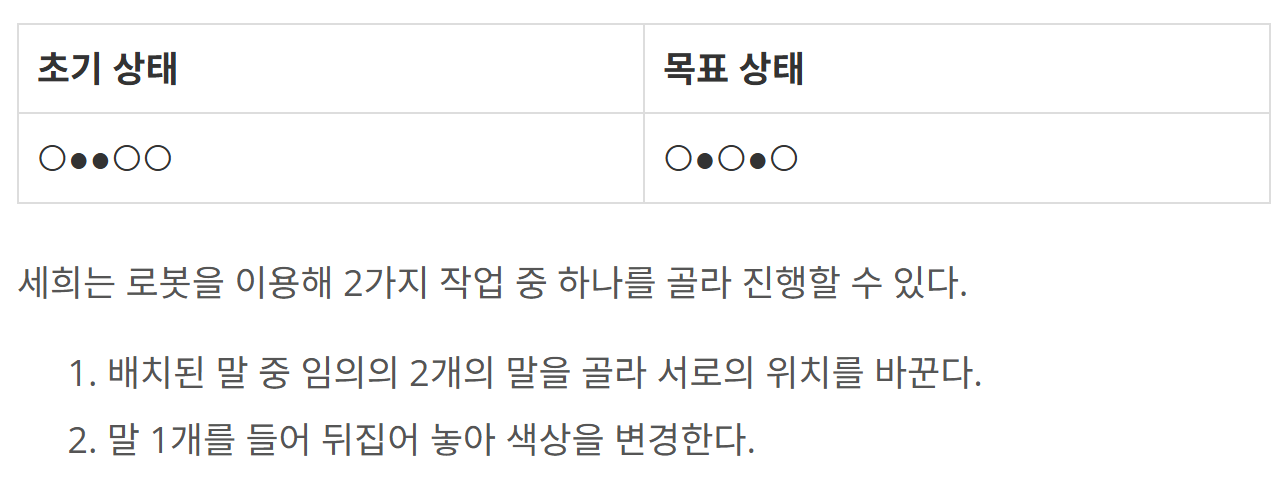 초기 상태 목표 상태
○●●○○ ○●○●○
세희는 로봇을 이용해 2가지 작업 중 하나를 골라 진행할 수 있다.
1. 배치된 말 중 임의의 2개의 말을 골라 서로의 위치를 바꾼다.
2. 말 1개를 들어 뒤집어 놓아 색상을 변경한다.